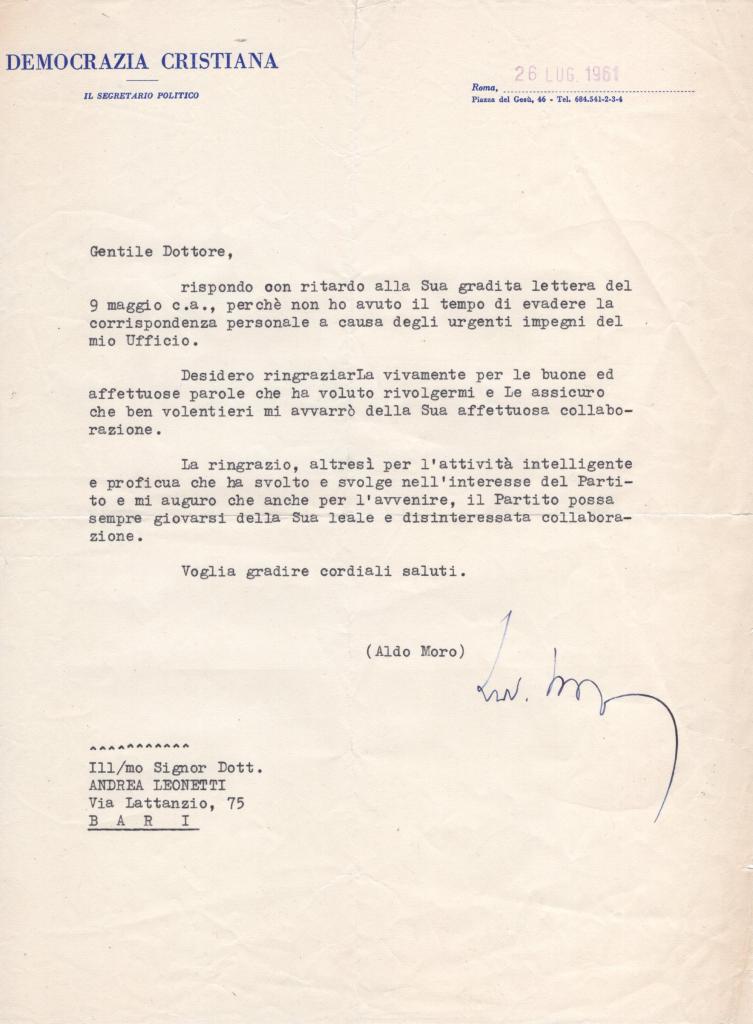 DEMOCRAZIA CRISTIANA
IL SEGRETARIO POLITICO
26 LUG. 1961
Roma,
Piazza del Gesù, 46 - Tel. 684.541-2-3-4
Gentile Dottore,
rispondo con ritardo alla Sua gradita lettera del
9 maggio c.a., perchè non ho avuto il tempo di evadere la
corrispondenza personale a causa degli urgenti impegni del
mio Ufficio.
Desidero ringraziarLa vivamente per le buone ed
affettuose parole che ha voluto rivolgermi e Le assicuro
che ben volentieri mi avvarrò della Sua affettuosa collabo-
razione.
La ringrazio, altresì per l'attività intelligente
e proficua che ha svolto e svolge nell'interesse del Parti-
to e mi auguro che anche per l'avvenire, il Partito possa
sempre giovarsi della Sua leale e disinteressata collabora-
zione.
Voglia gradire cordiali saluti.
(Aldo Moro)
^^^^^^^^^^^
Ill/mo Signor Dott.
ANDREA LEONETTI
Via Lattanzio, 75
B A R I